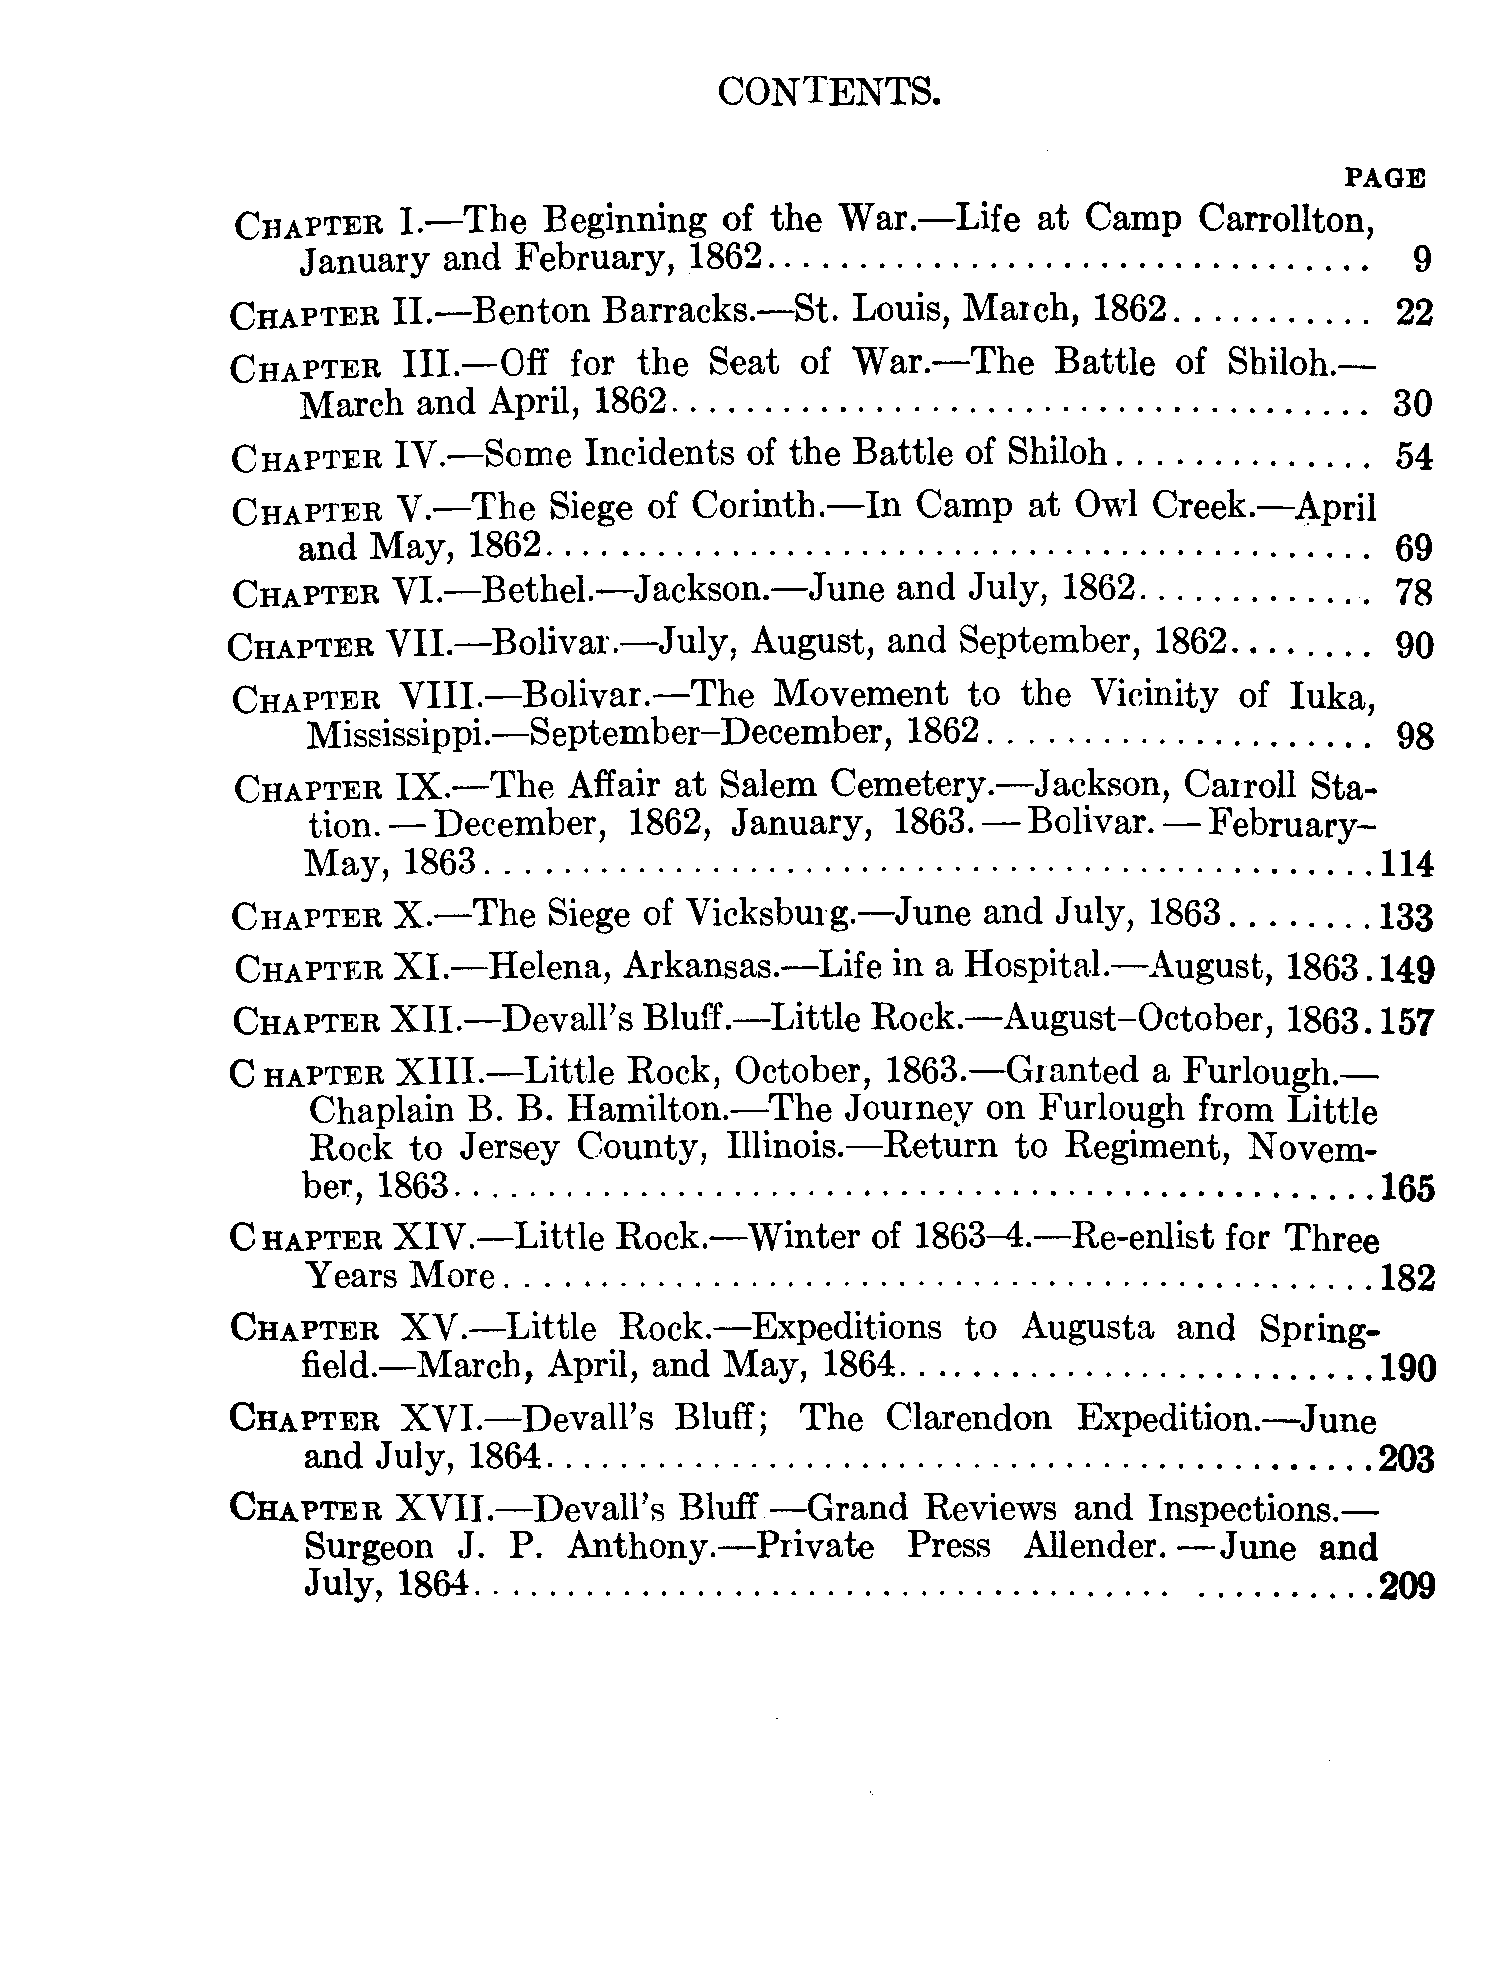 CONTENTS.
PAGE
CHAPTER I.—The Beginning of the War.—Life at Camp Carrollton,
January and February, 1862................................. 9
CHAPTER II.—Benton Barracks.—St. Louis, March, 1862........... 22
CHAPTER III.—Off for the Seat of War.—The Battle of Shiloh.—
March and April, 1862...................................... 30
CHAPTER IV.—Some Incidents of the Battle of Shiloh.............. 54
CHAPTER V.—The Siege of Corinth.—In Camp at Owl Creek.—April
and May, 1862............................................. 69
CHAPTER VI.—Bethel.—Jackson.—June and July, 1862............. 78
CHAPTER VII.—Bolivar.—July, August, and September, 1862........ 90
CHAPTER VIII.—Bolivar.—The Movement to the Vicinity of Iuka,
Mississippi.—September–December, 1862..................... 98
CHAPTER IX.—The Affair at Salem Cemetery.—Jackson, Carroll Sta-
tion.—December, 1862, January, 1863.—Bolivar.—February–
May, 1863................................................114
CHAPTER X.—The Siege of Vicksburg.—June and July, 1863........133
CHAPTER XI.—Helena, Arkansas.—Life in a Hospital.—August, 1863.149
CHAPTER XII.—Devall's Bluff.—Little Rock.—August–October, 1863.157
CHAPTER XIII.—Little Rock, October, 1863.—Granted a Furlough.—
Chaplain B. B. Hamilton.—The Journey on Furlough from Little
Rock to Jersey County, Illinois.—Return to Regiment, Novem-
ber, 1863..................................................165
CHAPTER XIV.—Little Rock.—Winter of 1863–4.—Re-enlist for Three
Years More...............................................182
CHAPTER XV.—Little Rock.—Expeditions to Augusta and Spring-
field.—March, April, and May, 1864..........................190
CHAPTER XVI.—Devall's Bluff; The Clarendon Expedition.—June
and July, 1864.............................................203
CHAPTER XVII.—Devall's Bluff —Grand Reviews and Inspections.—
Surgeon J. P. Anthony.—Private Press Allender.—June and
July, 1864...................................... ..........209